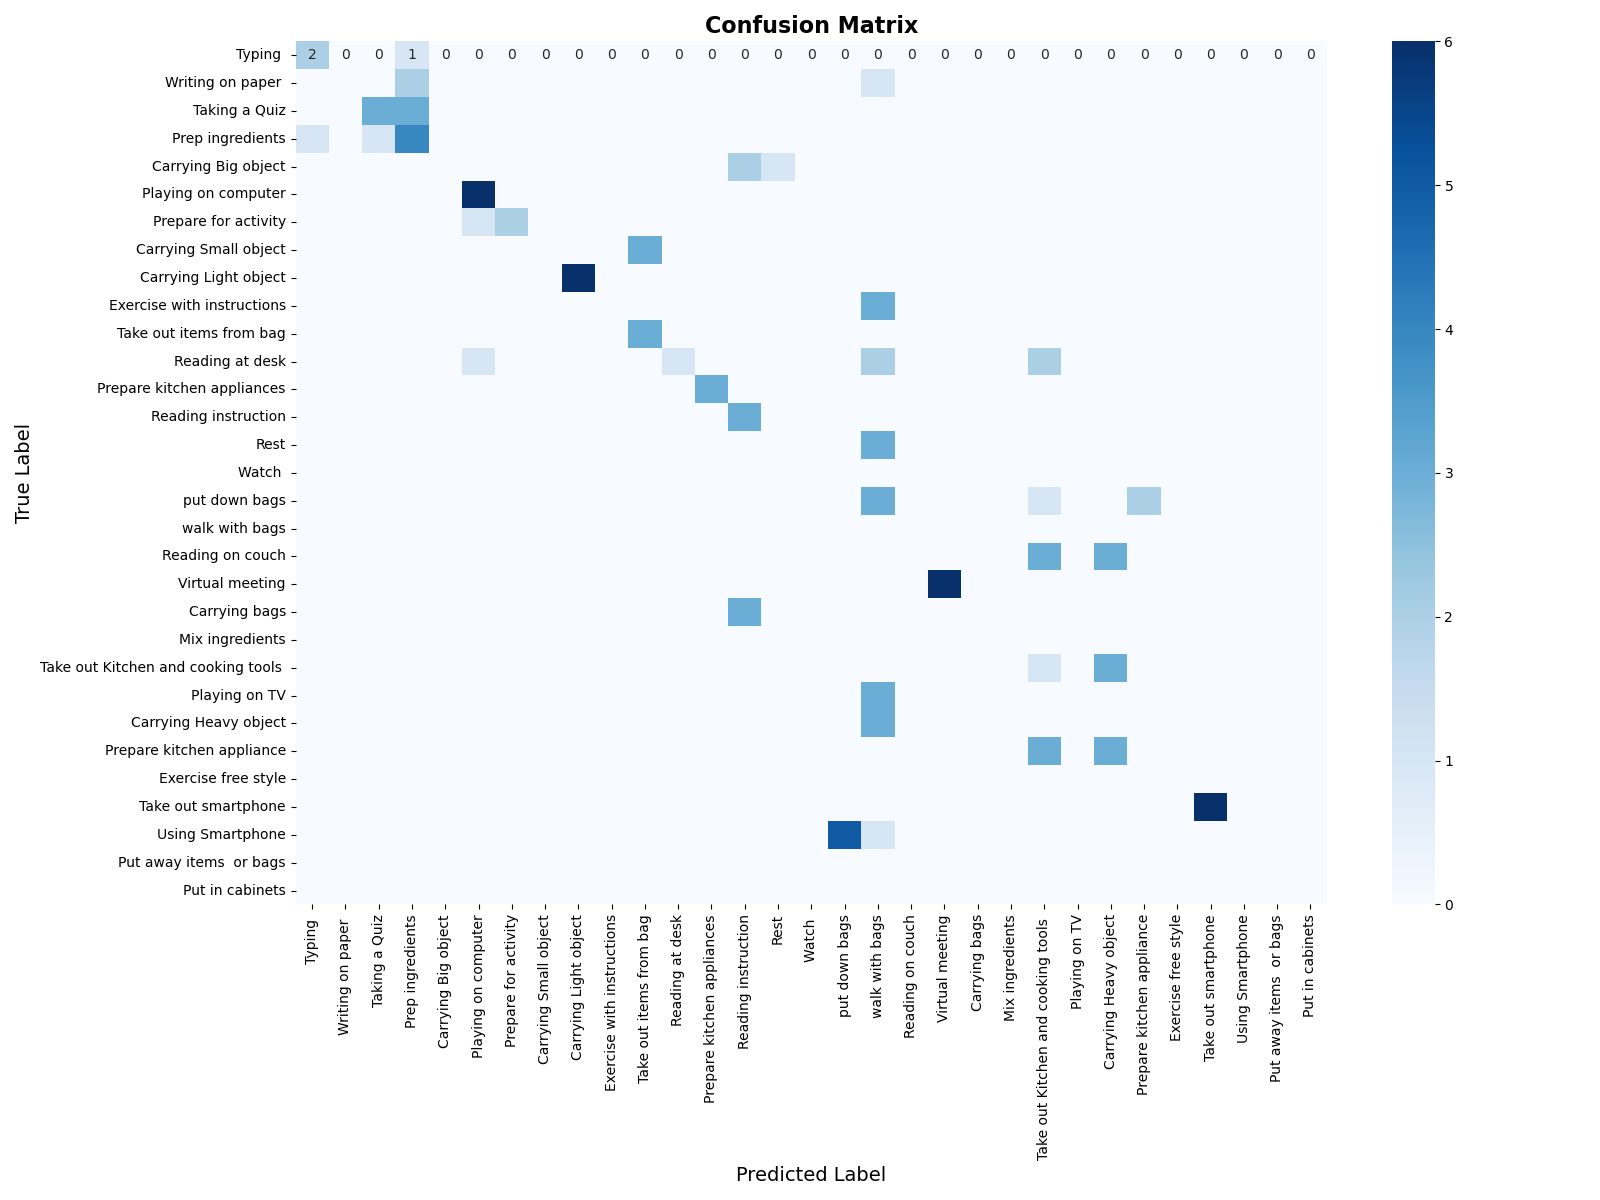 Confusion Matrix
Typing 2 0 0 1 0 0 0 0 0 0 0 0 0 0 0 0 0 0 0 0 0 0 0 0 0 0 0 0 0 0 0
Writing on paper
Taking a Quiz
Prep ingredients
Carrying Big object
Playing on computer
Prepare for activity
Carrying Small object
Carrying Light object
Exercise with instructions
Take out items from bag
Reading at desk
Prepare kitchen appliances
Reading instruction
Rest
Watch
put down bags
walk with bags
Reading on couch
Virtual meeting
Carrying bags
Mix ingredients
Take out Kitchen and cooking tools
Playing on TV
Carrying Heavy object
Prepare kitchen appliance
Exercise free style
Take out smartphone
Using Smartphone
Put away items  or bags
Put in cabinets
True Label
Typing
Writing on paper
Taking a Quiz
Prep ingredients
Carrying Big object
Playing on computer
Prepare for activity
Carrying Small object
Carrying Light object
Exercise with instructions
Take out items from bag
Reading at desk
Prepare kitchen appliances
Reading instruction
Rest
Watch
put down bags
walk with bags
Reading on couch
Virtual meeting
Carrying bags
Mix ingredients
Take out Kitchen and cooking tools
Playing on TV
Carrying Heavy object
Prepare kitchen appliance
Exercise free style
Take out smartphone
Using Smartphone
Put away items  or bags
Put in cabinets
Predicted Label
6
5
4
3
2
1
0